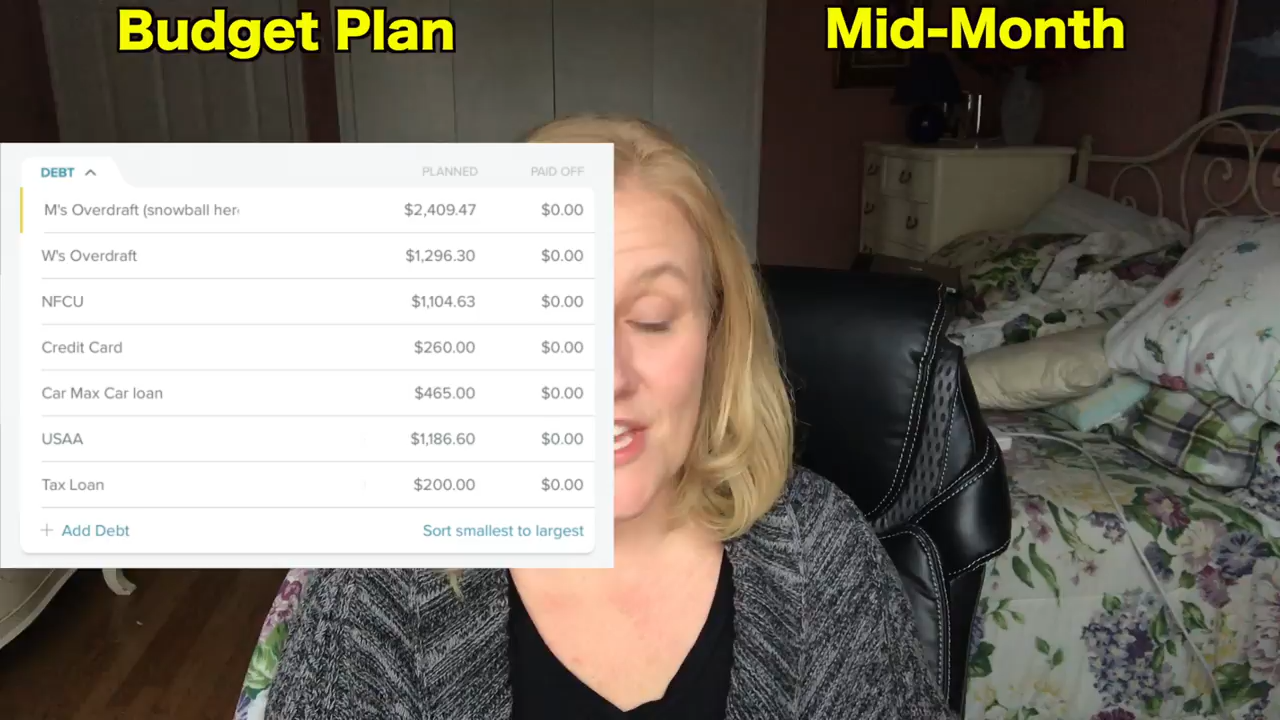 Budget Plan Mid-Month
DEBT PLANNED PAID OFF
M's Overdraft (snowball her $2,409.47 $0.00
W's Overdraft $1,296.30 $0.00
NFCU $1,104.63 $0.00
Credit Card $260.00 $0.00
Car Max Car loan $465.00 $0.00
USAA $1,186.60 $0.00
Tax Loan $200.00 $0.00
+ Add Debt Sort smallest to largest